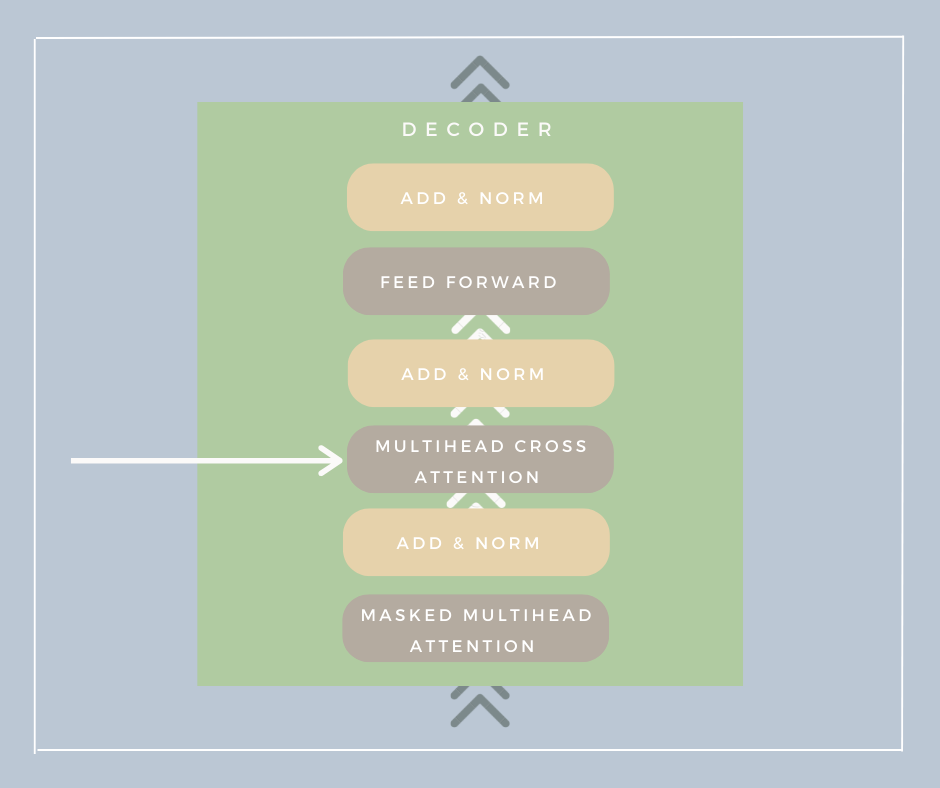 DECODER
ADD & NORM
FEED FORWARD
ADD & NORM
MULTIHEAD CROSS
ATTENTION
ADD & NORM
MASKED MULTIHEAD
ATTENTION